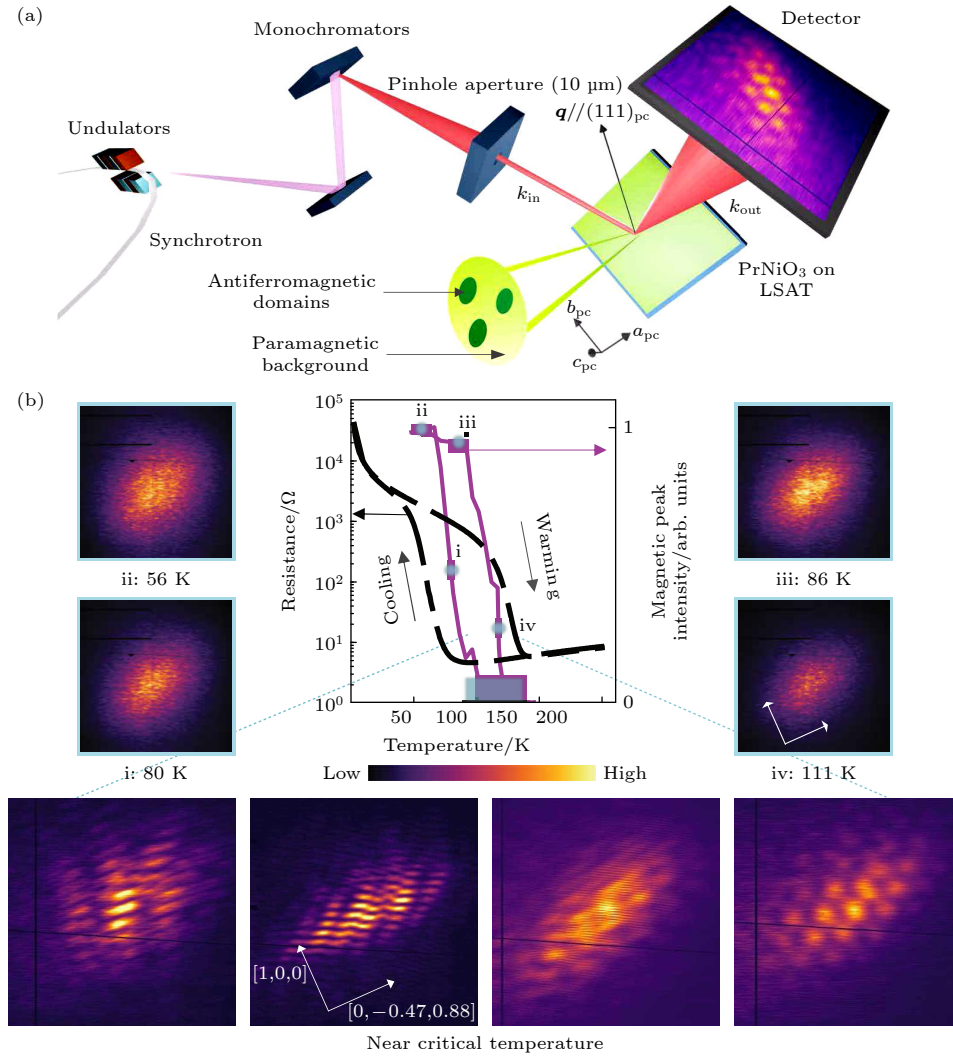 (a)
Detector
Monochromators
Pinhole aperture (10 µm)
q//(111)pc
Undulators
kin
kout
Synchrotron
PrNiO3 on
LSAT
Antiferromagnetic
domains
bpc
apc
cpc
Paramagnetic
background
(b)
10^5
10^4
10^3
10^2
10^1
10^0
Resistance/Ω
ii
iii
i
iv
Cooling
Warning
1
0
Magnetic peak
intensity/arb. units
50 100 150 200
Temperature/K
ii: 56 K
iii: 86 K
i: 80 K
iv: 111 K
Low
High
[1,0,0]
[0,−0.47,0.88]
Near critical temperature